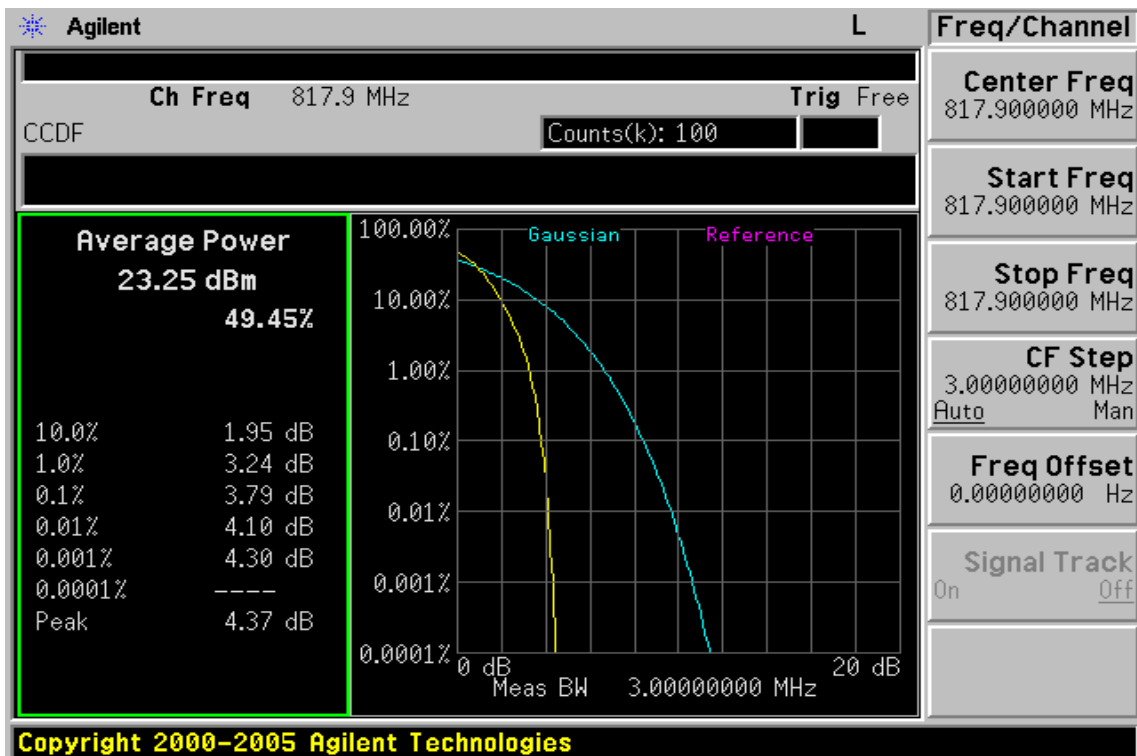 Agilent L
Ch Freq 817.9 MHz Trig Free
CCDF Counts(k): 100
Average Power
23.25 dBm
49.45%
10.0% 1.95 dB
1.0% 3.24 dB
0.1% 3.79 dB
0.01% 4.10 dB
0.001% 4.30 dB
0.0001% ----
Peak 4.37 dB
Gaussian Reference
100.00%
10.00%
1.00%
0.10%
0.01%
0.001%
0.0001%
0 dB 20 dB
Meas BW 3.00000000 MHz
Freq/Channel
Center Freq
817.900000 MHz
Start Freq
817.900000 MHz
Stop Freq
817.900000 MHz
CF Step
3.00000000 MHz
Auto Man
Freq Offset
0.00000000 Hz
Signal Track
On Off
Copyright 2000-2005 Agilent Technologies